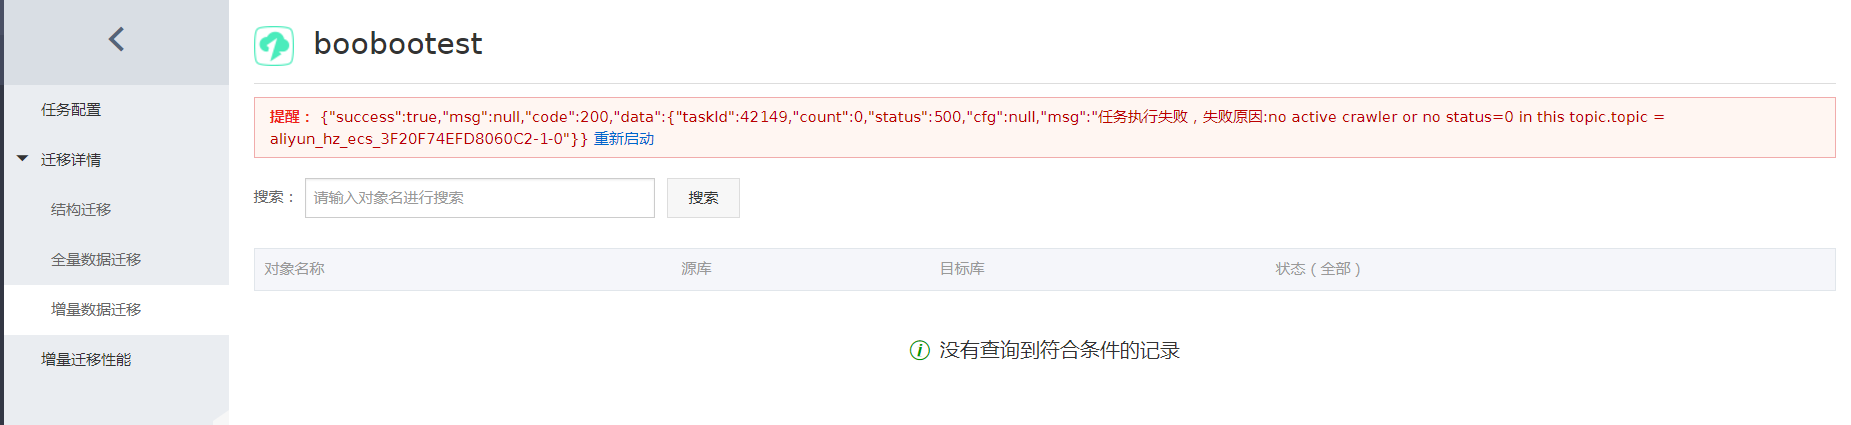 boobootest
任务配置
提醒： {"success":true,"msg":null,"code":200,"data":{"taskId":42149,"count":0,"status":500,"cfg":null,"msg":"任务执行失败，失败原因:no active crawler or no status=0 in this topic.topic =
aliyun_hz_ecs_3F20F74EFD8060C2-1-0"}} 重新启动
迁移详情
结构迁移
搜索： 请输入对象名进行搜索 搜索
全量数据迁移
对象名称 源库 目标库 状态（全部）
增量数据迁移
增量迁移性能
没有查询到符合条件的记录